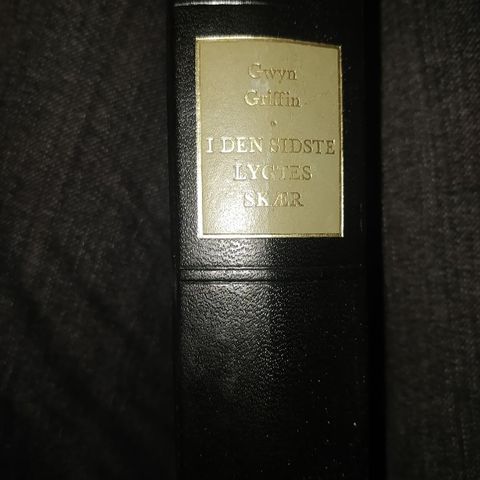 Gwyn
Griffin
I DEN SIDSTE
LYGTES
SKÆR